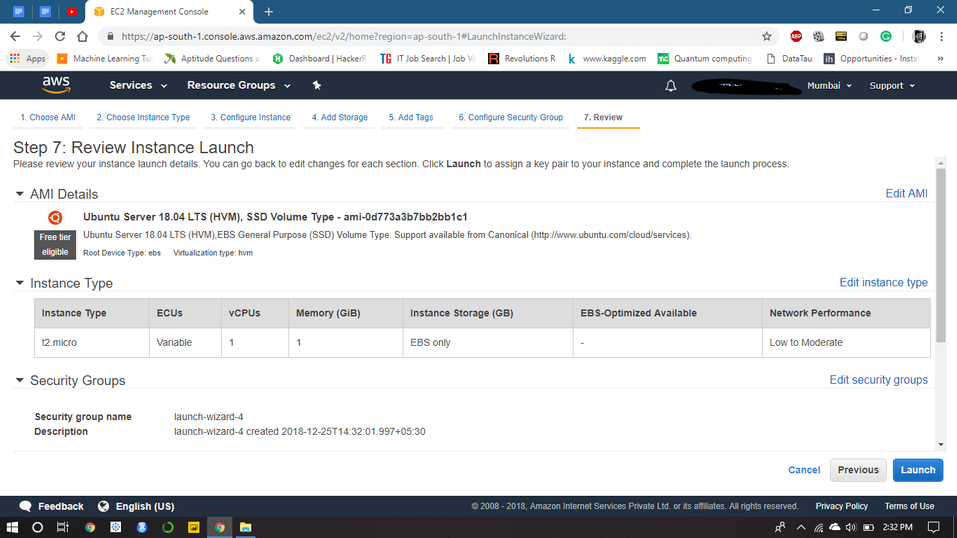 EC2 Management Console
https://ap-south-1.console.aws.amazon.com/ec2/v2/home?region=ap-south-1#LaunchInstanceWizard:
ABP
Apps Machine Learning Tu Aptitude Questions a Dashboard | HackerR IT Job Search | Job Va Revolutions R www.kaggle.com Quantum computing DataTau Opportunities - Insta
aws Services Resource Groups Mumbai Support
1. Choose AMI 2. Choose Instance Type 3. Configure Instance 4. Add Storage 5. Add Tags 6. Configure Security Group 7. Review
Step 7: Review Instance Launch
Please review your instance launch details. You can go back to edit changes for each section. Click Launch to assign a key pair to your instance and complete the launch process.
AMI Details Edit AMI
Ubuntu Server 18.04 LTS (HVM), SSD Volume Type - ami-0d773a3b7bb2bb1c1
Free tier eligible
Ubuntu Server 18.04 LTS (HVM),EBS General Purpose (SSD) Volume Type. Support available from Canonical (http://www.ubuntu.com/cloud/services).
Root Device Type: ebs Virtualization type: hvm
Instance Type Edit instance type
Instance Type ECUs vCPUs Memory (GiB) Instance Storage (GB) EBS-Optimized Available Network Performance
t2.micro Variable 1 1 EBS only - Low to Moderate
Security Groups Edit security groups
Security group name launch-wizard-4
Description launch-wizard-4 created 2018-12-25T14:32:01.997+05:30
Cancel Previous Launch
Feedback English (US) © 2008 - 2018, Amazon Internet Services Private Ltd. or its affiliates. All rights reserved. Privacy Policy Terms of Use
2:32 PM